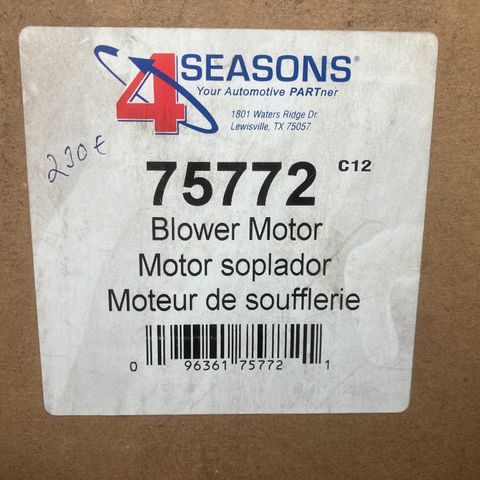 4 SEASONS®
Your Automotive PARTner
1801 Waters Ridge Dr.
Lewisville, TX 75057
230€
75772 C12
Blower Motor
Motor soplador
Moteur de soufflerie
0 96361 75772 1